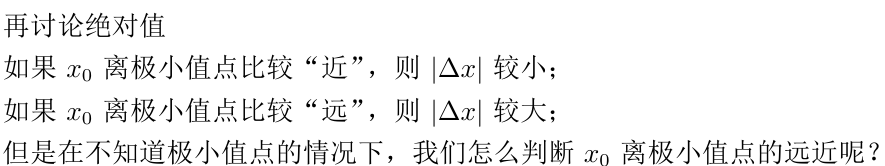 再讨论绝对值
如果 x₀ 离极小值点比较“近”，则 |Δx| 较小；
如果 x₀ 离极小值点比较“远”，则 |Δx| 较大；
但是在不知道极小值点的情况下，我们怎么判断 x₀ 离极小值点的远近呢？